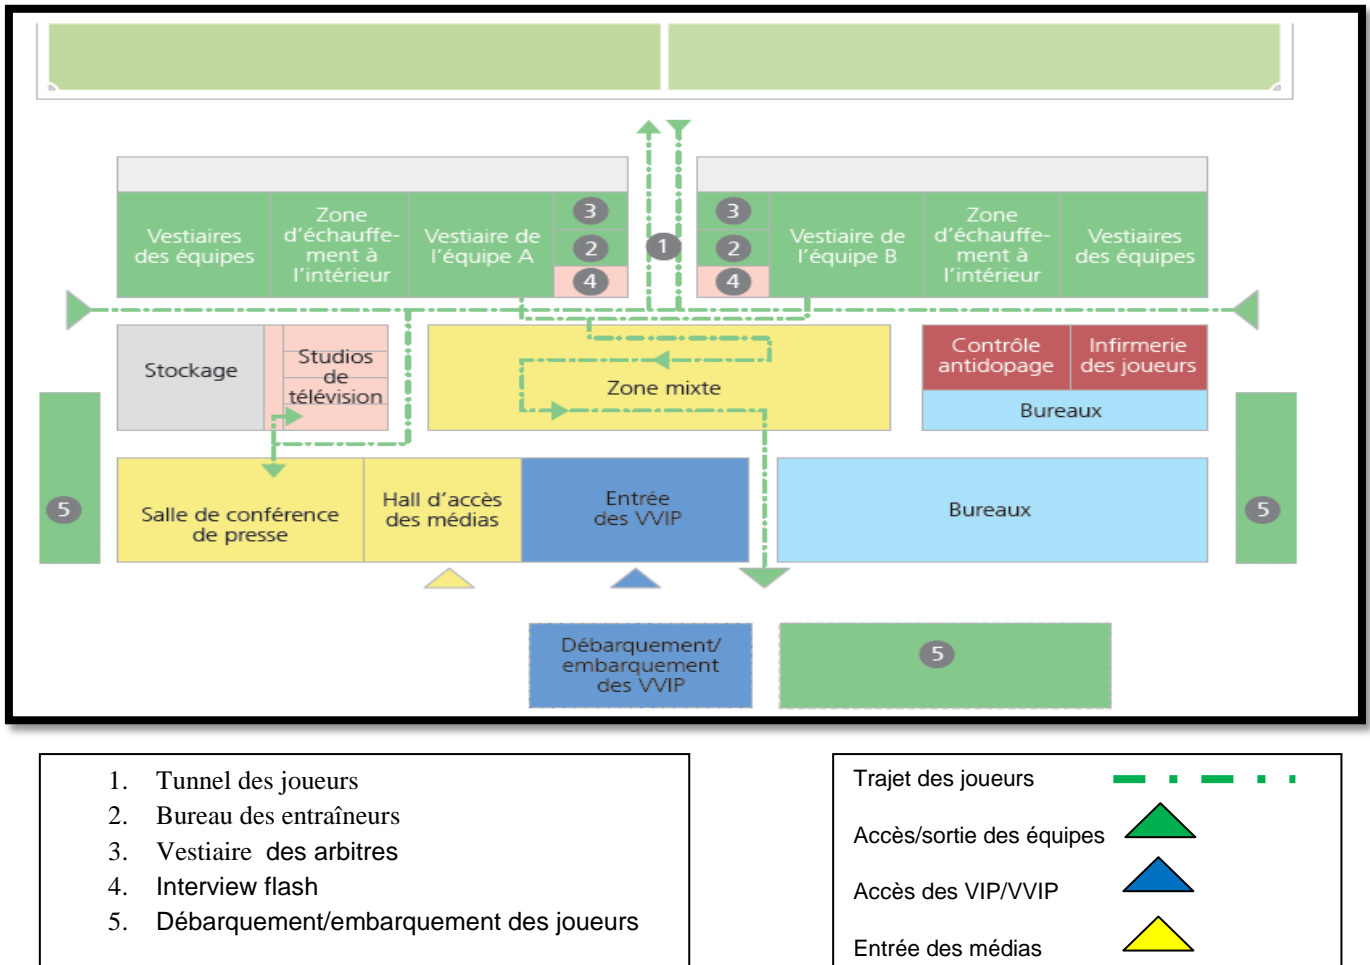 Vestiaires
des équipes
Zone
d'échauffe-
ment à
l'intérieur
Vestiaire de
l'équipe A
3
2
4
1
3
2
4
Vestiaire de
l'équipe B
Zone
d'échauffe-
ment à
l'intérieur
Vestiaires
des équipes
Stockage
Studios
de
télévision
Zone mixte
Contrôle
antidopage
Infirmerie
des joueurs
Bureaux
5
Salle de conférence
de presse
Hall d'accès
des médias
Entrée
des VVIP
Bureaux
5
Débarquement/
embarquement
des VVIP
5
1. Tunnel des joueurs
2. Bureau des entraîneurs
3. Vestiaire des arbitres
4. Interview flash
5. Débarquement/embarquement des joueurs
Trajet des joueurs
Accès/sortie des équipes
Accès des VIP/VVIP
Entrée des médias